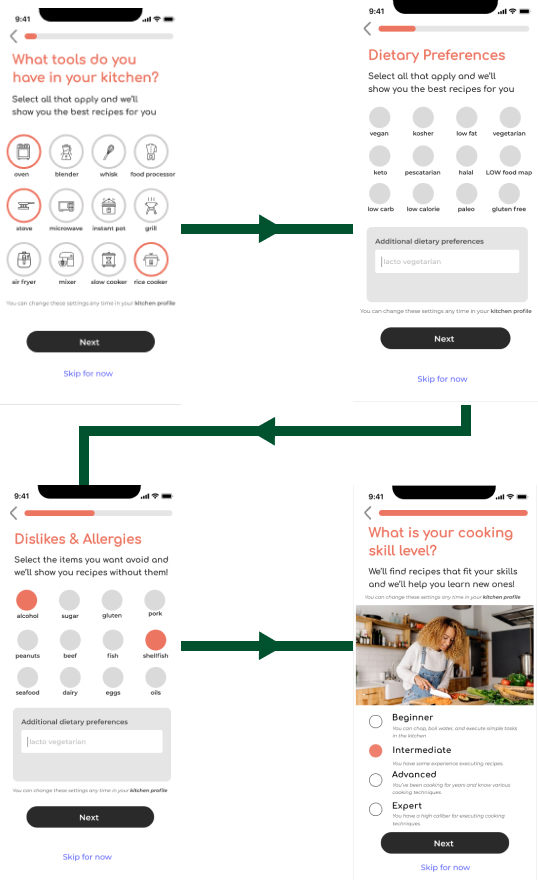 9:41
What tools do you
have in your kitchen?
Select all that apply and we'll
show you the best recipes for you
oven blender whisk food processor
stove microwave instant pot grill
air fryer mixer slow cooker rice cooker
You can change these settings any time in your kitchen profile
Next
Skip for now
9:41
Dietary Preferences
Select all that apply and we'll
show you the best recipes for you
vegan kosher low fat vegetarian
keto pescatarian halal LOW food map
low carb low calorie paleo gluten free
Additional dietary preferences
lacto vegetarian
You can change these settings any time in your kitchen profile
Next
Skip for now
9:41
Dislikes & Allergies
Select the items you want avoid and
we'll show you recipes without them!
alcohol sugar gluten pork
peanuts beef fish shellfish
seafood dairy eggs oils
Additional dietary preferences
lacto vegetarian
You can change these settings any time in your kitchen profile
Next
Skip for now
9:41
What is your cooking
skill level?
We'll find recipes that fit your skills
and we'll help you learn new ones!
You can change these settings any time in your kitchen profile
Beginner
You can chop, boil water, and execute simple tasks
in the kitchen
Intermediate
You have some experience executing recipes.
Advanced
You've been cooking for years and know various
cooking techniques.
Expert
You have a high caliber for executing cooking
techniques.
Next
Skip for now